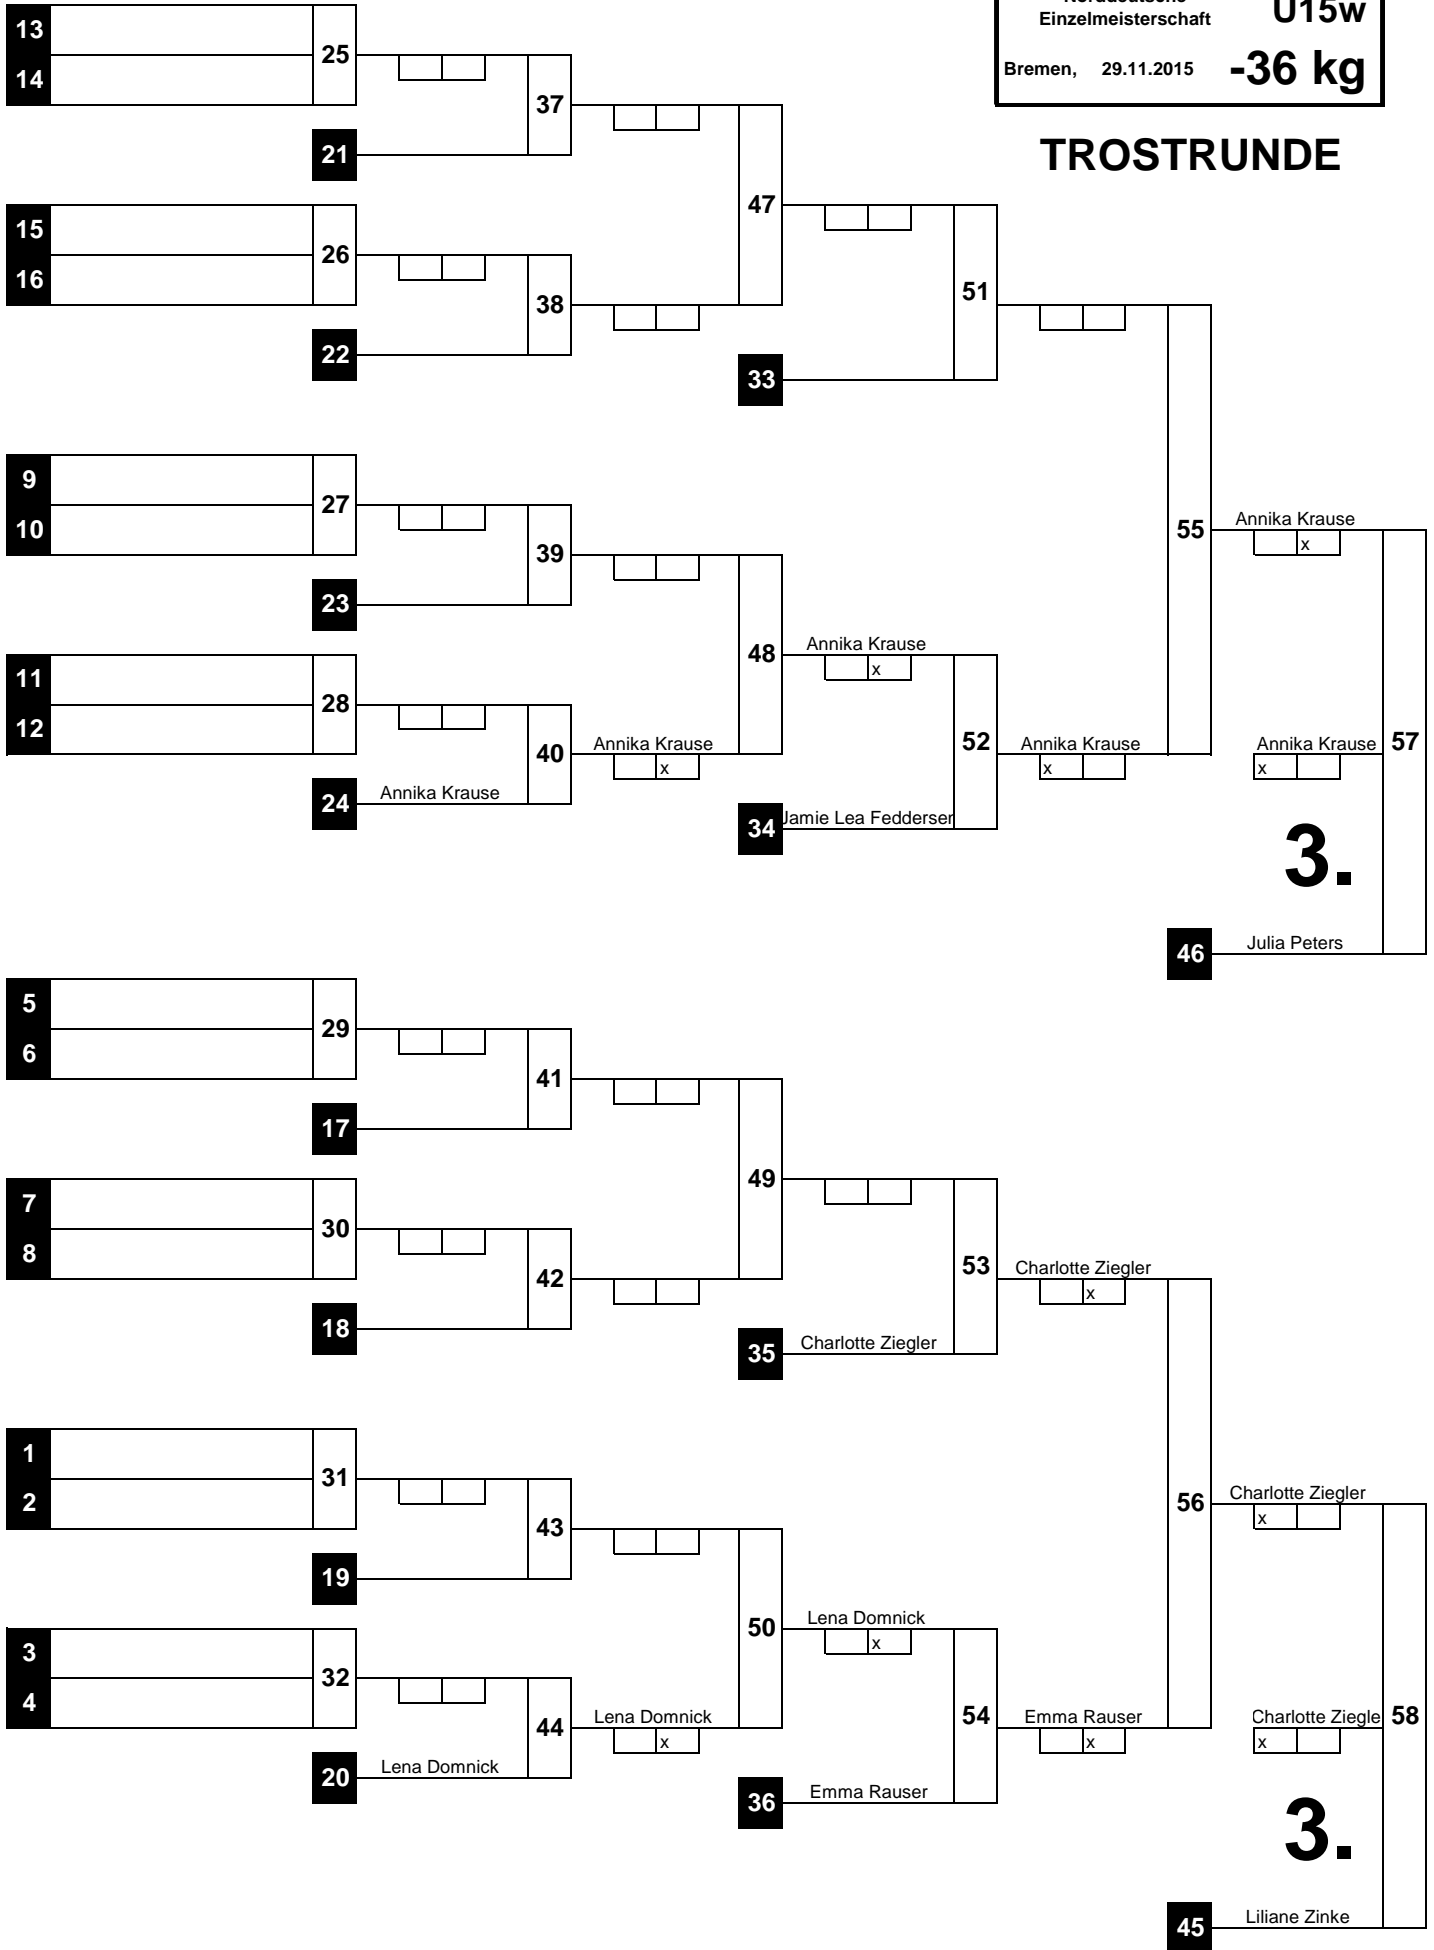 Norddeutsche
Einzelmeisterschaft U15w
Bremen, 29.11.2015 -36 kg
TROSTRUNDE
13
14
25
21
37
15
16
26
22
38
47
33
51
9
10
27
23
39
11
12
28
24 Annika Krause
40
Annika Krause
x
48
Annika Krause
x
34 Jamie Lea Feddersen
52
Annika Krause
x
55
Annika Krause
x
Annika Krause
x
57
3.
46 Julia Peters
5
6
29
17
41
7
8
30
18
42
49
35 Charlotte Ziegler
53
Charlotte Ziegler
x
1
2
31
19
43
3
4
32
20 Lena Domnick
44
Lena Domnick
x
50
Lena Domnick
x
36 Emma Rauser
54
Emma Rauser
x
56
Charlotte Ziegler
x
Charlotte Ziegle
x
58
3.
45 Liliane Zinke